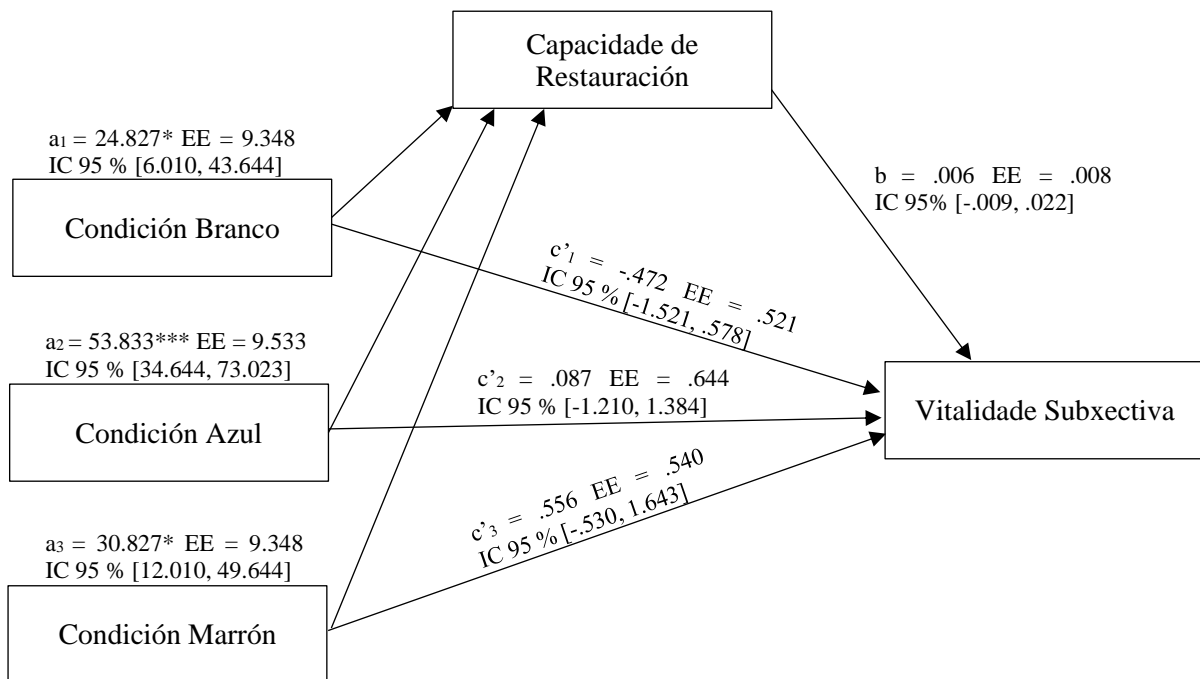 Capacidade de
Restauración
a₁ = 24.827* EE = 9.348
IC 95 % [6.010, 43.644]
Condición Branco
b = .006 EE = .008
IC 95% [-.009, .022]
c’₁ = -.472 EE = .521
IC 95 % [-1.521, .578]
a₂ = 53.833*** EE = 9.533
IC 95 % [34.644, 73.023]
Condición Azul
c’₂ = .087 EE = .644
IC 95 % [-1.210, 1.384]
Vitalidade Subxectiva
c’₃ = .556 EE = .540
IC 95 % [-.530, 1.643]
a₃ = 30.827* EE = 9.348
IC 95 % [12.010, 49.644]
Condición Marrón